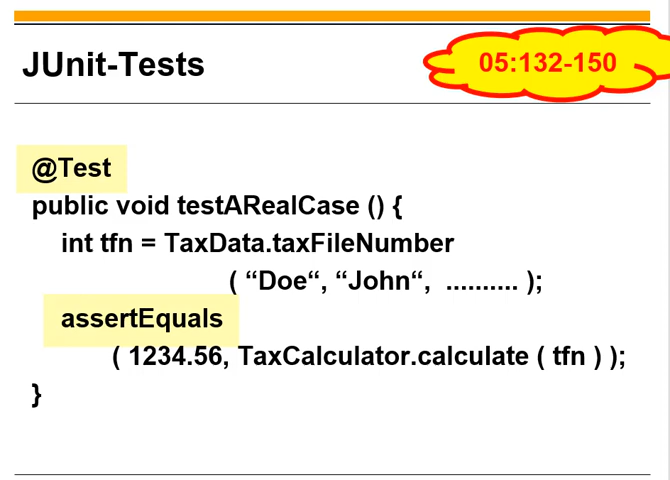 JUnit-Tests
05:132-150
@Test
public void testARealCase () {
int tfn = TaxData.taxFileNumber
( “Doe“, “John“, .......... );
assertEquals
( 1234.56, TaxCalculator.calculate ( tfn ) );
}